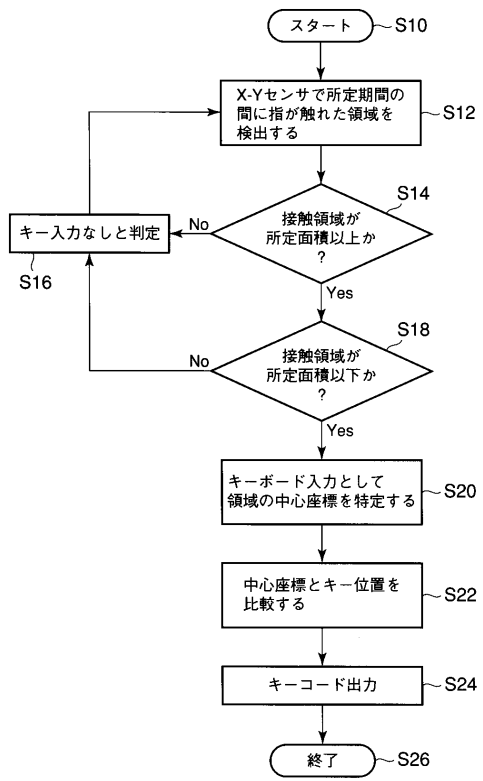 スタート
S10
X-Yセンサで所定期間の
間に指が触れた領域を
検出する
S12
S14
接触領域が
所定面積以上か
?
No
キー入力なしと判定
S16
Yes
S18
接触領域が
所定面積以下か
?
No
Yes
キーボード入力として
領域の中心座標を特定する
S20
中心座標とキー位置を
比較する
S22
キーコード出力
S24
終了
S26